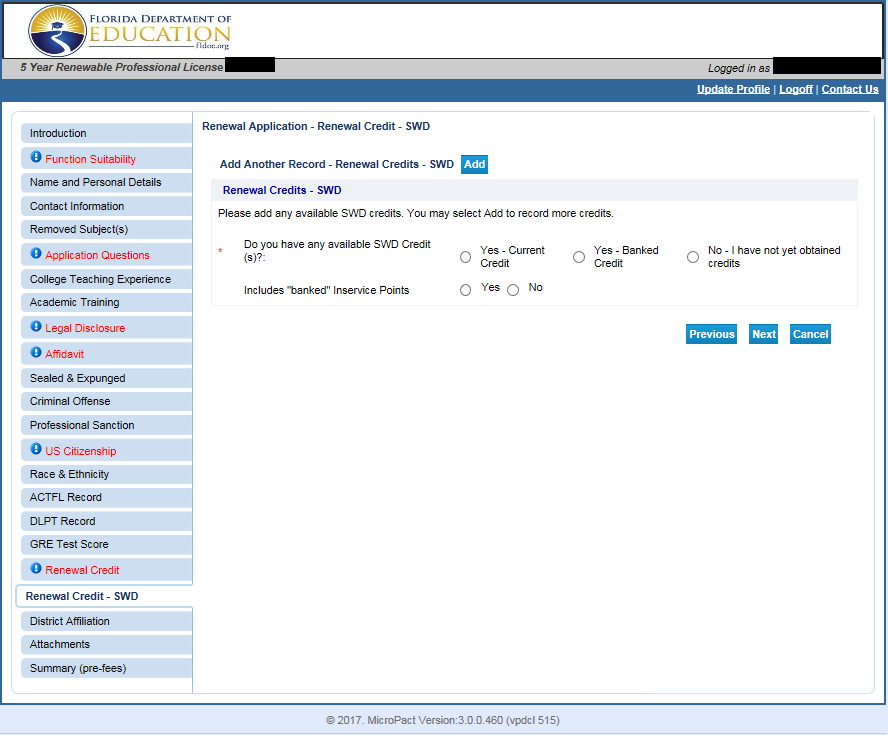 FLORIDA DEPARTMENT OF
EDUCATION
fldoe.org
5 Year Renewable Professional License
Logged in as
Update Profile | Logoff | Contact Us
Introduction
Function Suitability
Name and Personal Details
Contact Information
Removed Subject(s)
Application Questions
College Teaching Experience
Academic Training
Legal Disclosure
Affidavit
Sealed & Expunged
Criminal Offense
Professional Sanction
US Citizenship
Race & Ethnicity
ACTFL Record
DLPT Record
GRE Test Score
Renewal Credit
Renewal Credit - SWD
District Affiliation
Attachments
Summary (pre-fees)
Renewal Application - Renewal Credit - SWD
Add Another Record - Renewal Credits - SWD Add
Renewal Credits - SWD
Please add any available SWD credits. You may select Add to record more credits.
* Do you have any available SWD Credit
(s)?:
Yes - Current
Credit
Yes - Banked
Credit
No - I have not yet obtained
credits
Includes "banked" Inservice Points Yes No
Previous Next Cancel
© 2017. MicroPact Version:3.0.0.460 (vpdcl 515)